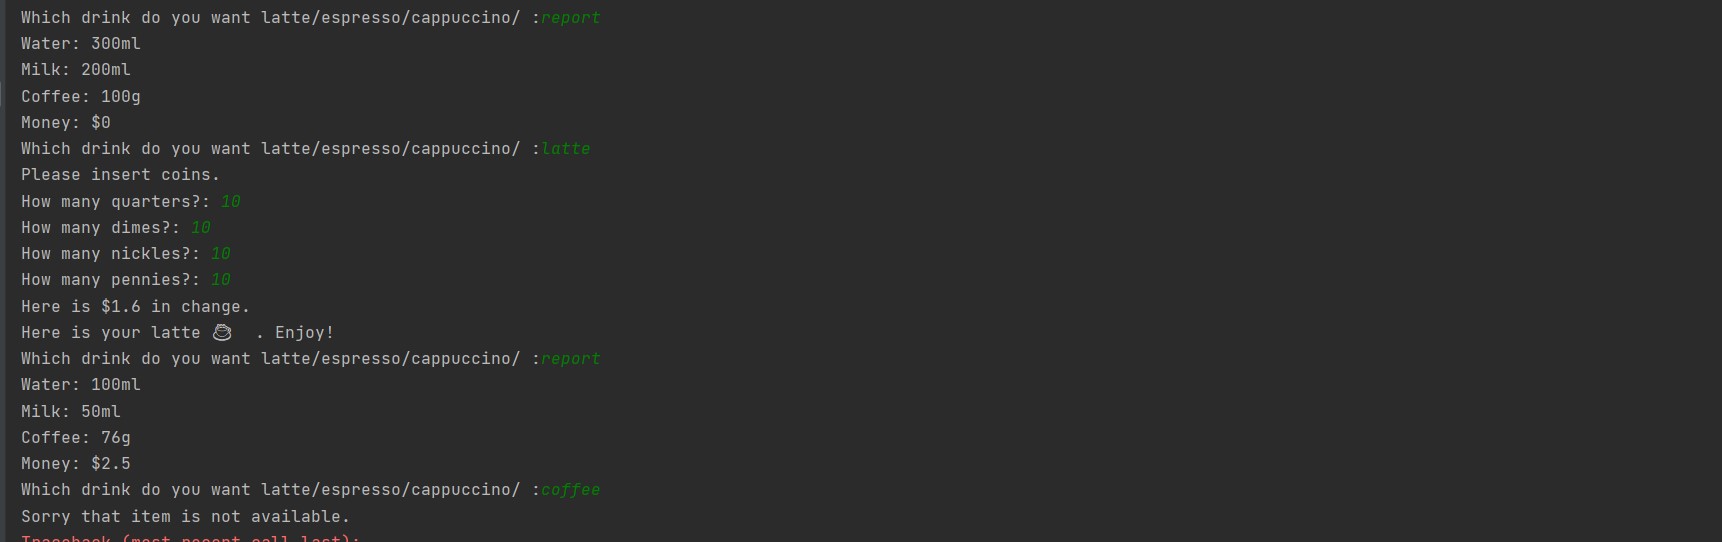 Which drink do you want latte/espresso/cappuccino/ :report
Water: 300ml
Milk: 200ml
Coffee: 100g
Money: $0
Which drink do you want latte/espresso/cappuccino/ :latte
Please insert coins.
How many quarters?: 10
How many dimes?: 10
How many nickles?: 10
How many pennies?: 10
Here is $1.6 in change.
Here is your latte ☕ . Enjoy!
Which drink do you want latte/espresso/cappuccino/ :report
Water: 100ml
Milk: 50ml
Coffee: 76g
Money: $2.5
Which drink do you want latte/espresso/cappuccino/ :coffee
Sorry that item is not available.
Traceback (most recent call last):